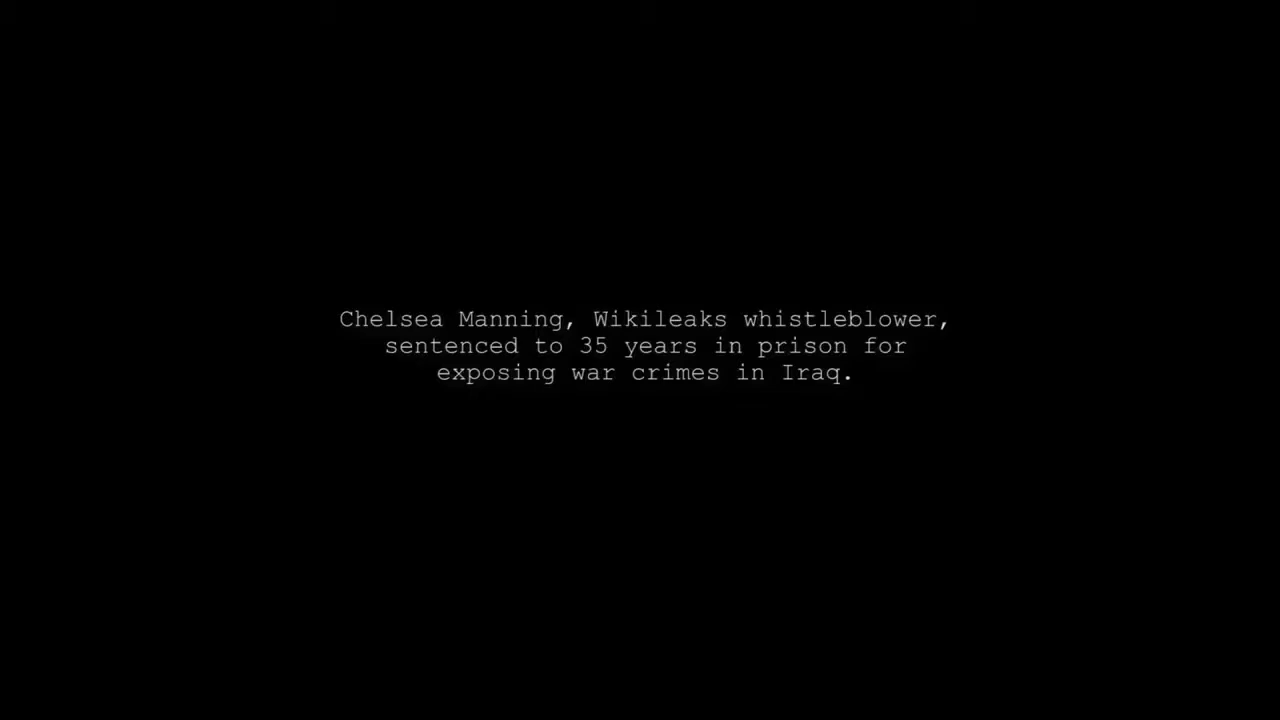 Chelsea Manning, Wikileaks whistleblower,
sentenced to 35 years in prison for
exposing war crimes in Iraq.